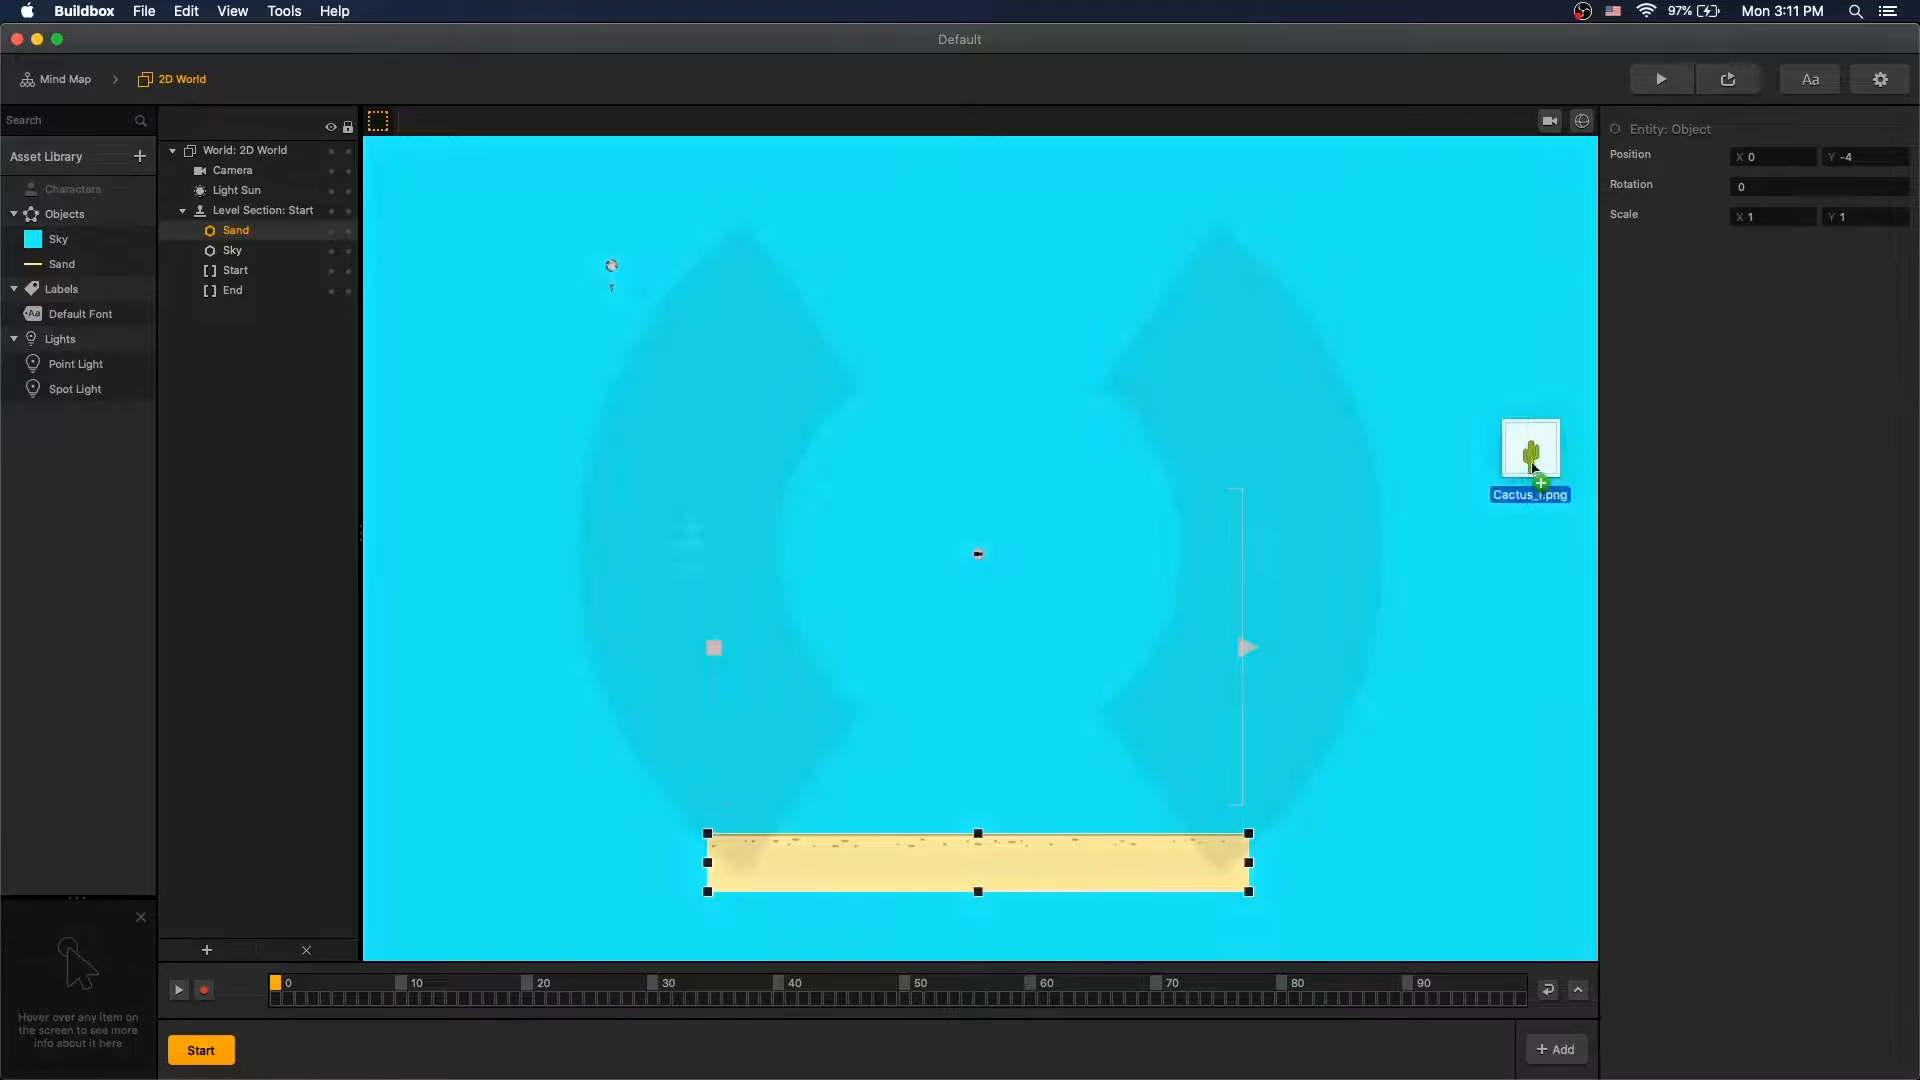 Buildbox File Edit View Tools Help
97% Mon 3:11 PM
Default
Mind Map 2D World
Aa
Search
Asset Library
Characters
Objects
Sky
Sand
Labels
Aa Default Font
Lights
Point Light
Spot Light
World: 2D World
Camera
Light Sun
Level Section: Start
Sand
Sky
Start
End
Entity: Object
Position X 0 Y -4
Rotation 0
Scale X 1 Y 1
Hover over any item on
the screen to see more
info about it here
0 10 20 30 40 50 60 70 80 90
Start
+ Add